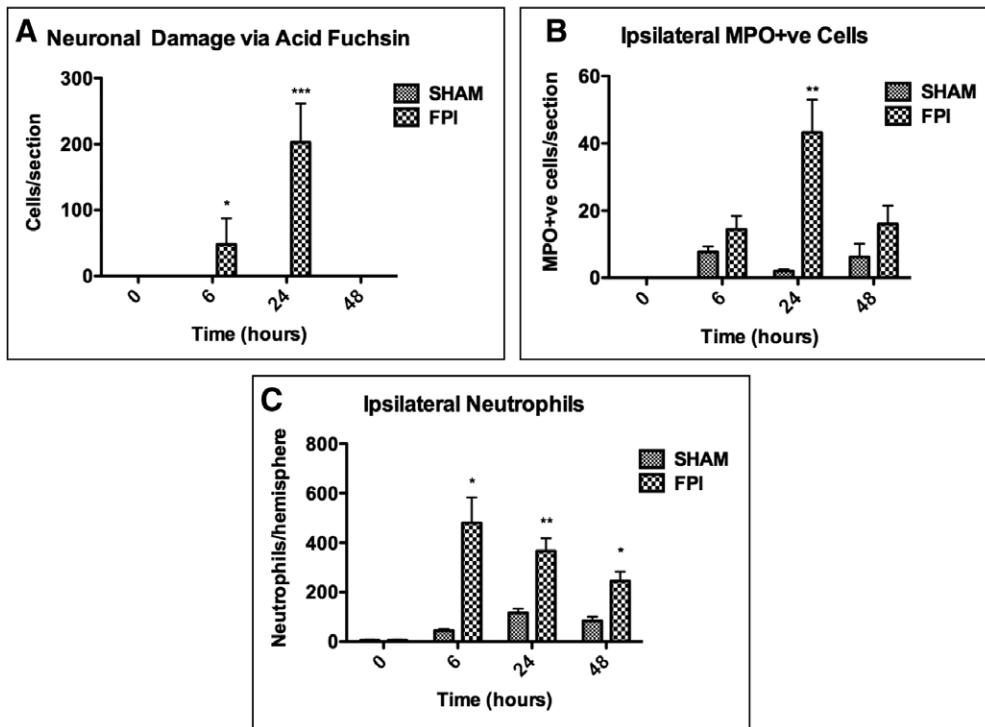 A Neuronal Damage via Acid Fuchsin
300
200
100
0
Cells/section
*
***
SHAM
FPI
0 6 24 48
Time (hours)
B Ipsilateral MPO+ve Cells
60
40
20
0
MPO+ve cells/section
**
SHAM
FPI
0 6 24 48
Time (hours)
C Ipsilateral Neutrophils
800
600
400
200
0
Neutrophils/hemisphere
*
**
*
SHAM
FPI
0 6 24 48
Time (hours)